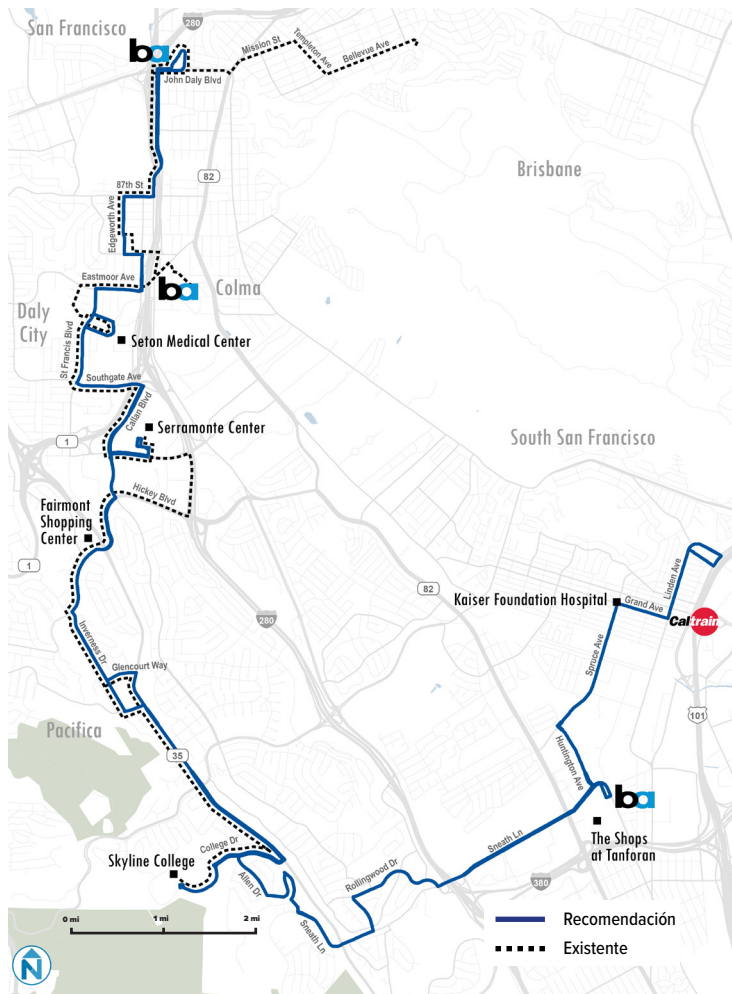 San Francisco
280
ba
John Daly Blvd
Mission St
Templeton Ave
Bellevue Ave
82
Brisbane
87th St
Edgeworth Ave
Eastmoor Ave
ba
Colma
Daly
City
St Francis Blvd
Seton Medical Center
Southgate Ave
Callan Blvd
Serramonte Center
1
South San Francisco
Hickey Blvd
Fairmont
Shopping
Center
1
82
Kaiser Foundation Hospital
Grand Ave
Linden Ave
Caltrain
280
Inverness Dr
Glencourt Way
Spruce Ave
Pacifica
35
101
Huntington Ave
ba
The Shops
at Tanforan
College Dr
Skyline College
Allen Dr
Rollingwood Dr
Sneath Ln
Sneath Ln
380
0 mi
1 mi
2 mi
N
Recomendación
Existente